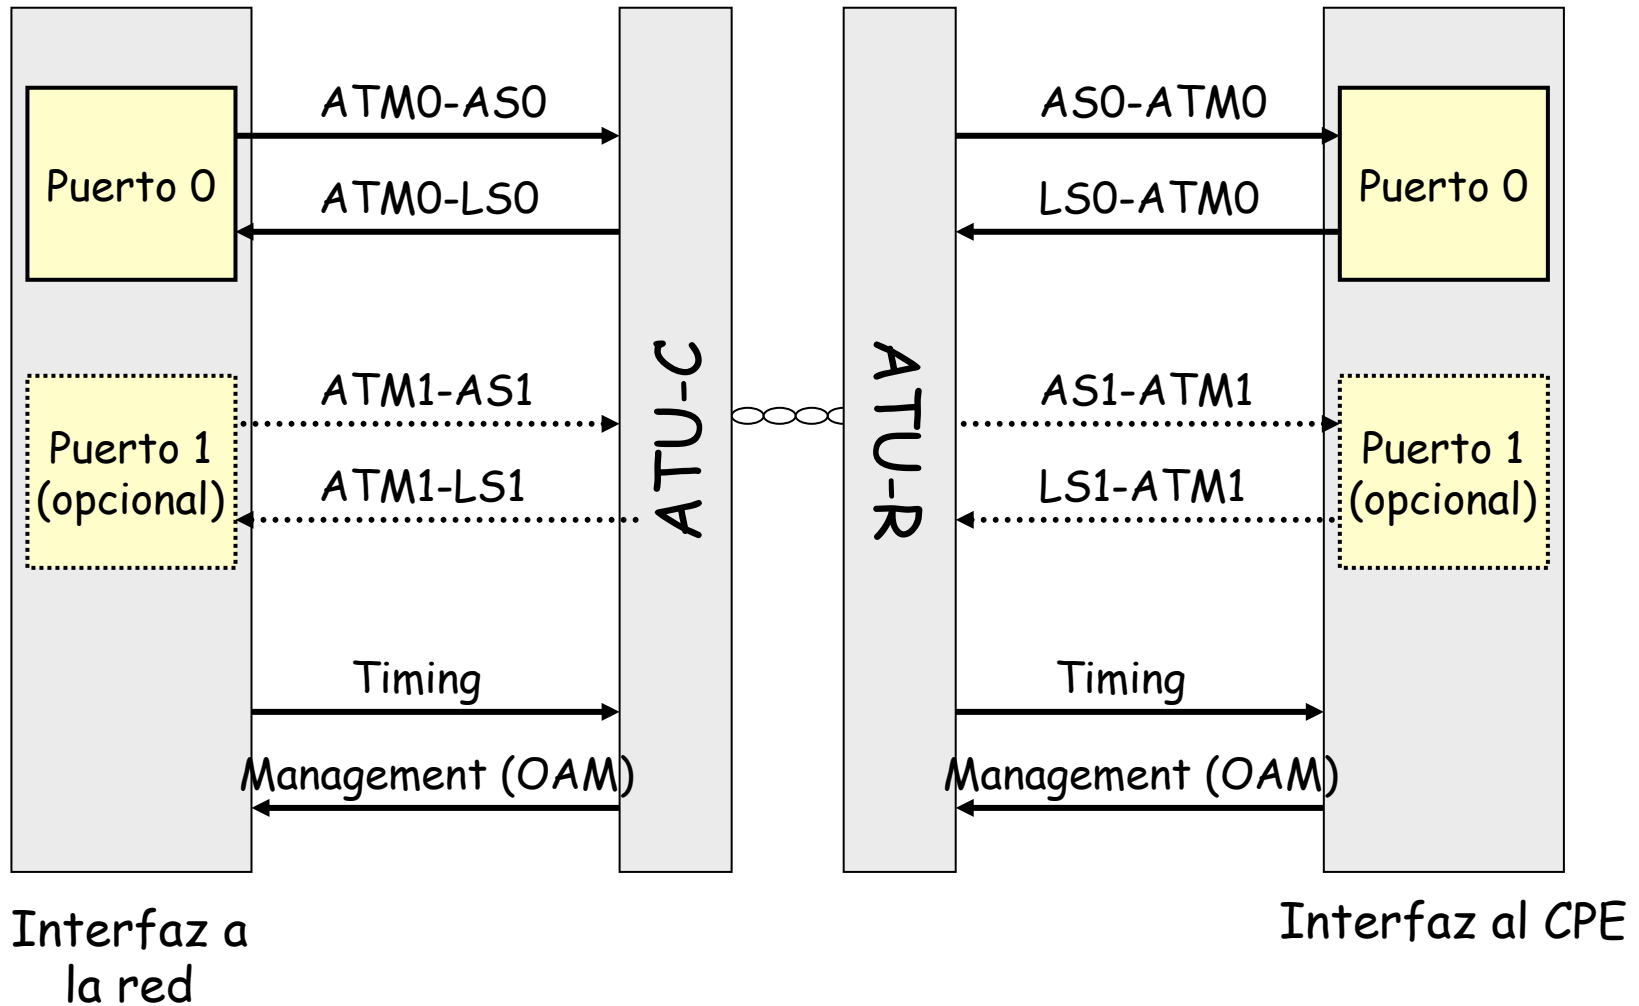 ATM0-AS0
AS0-ATM0
Puerto 0
ATM0-LS0
LS0-ATM0
Puerto 0
ATU-C
ATU-R
ATM1-AS1
AS1-ATM1
Puerto 1
(opcional)
ATM1-LS1
LS1-ATM1
Puerto 1
(opcional)
Timing
Timing
Management (OAM)
Management (OAM)
Interfaz a
la red
Interfaz al CPE